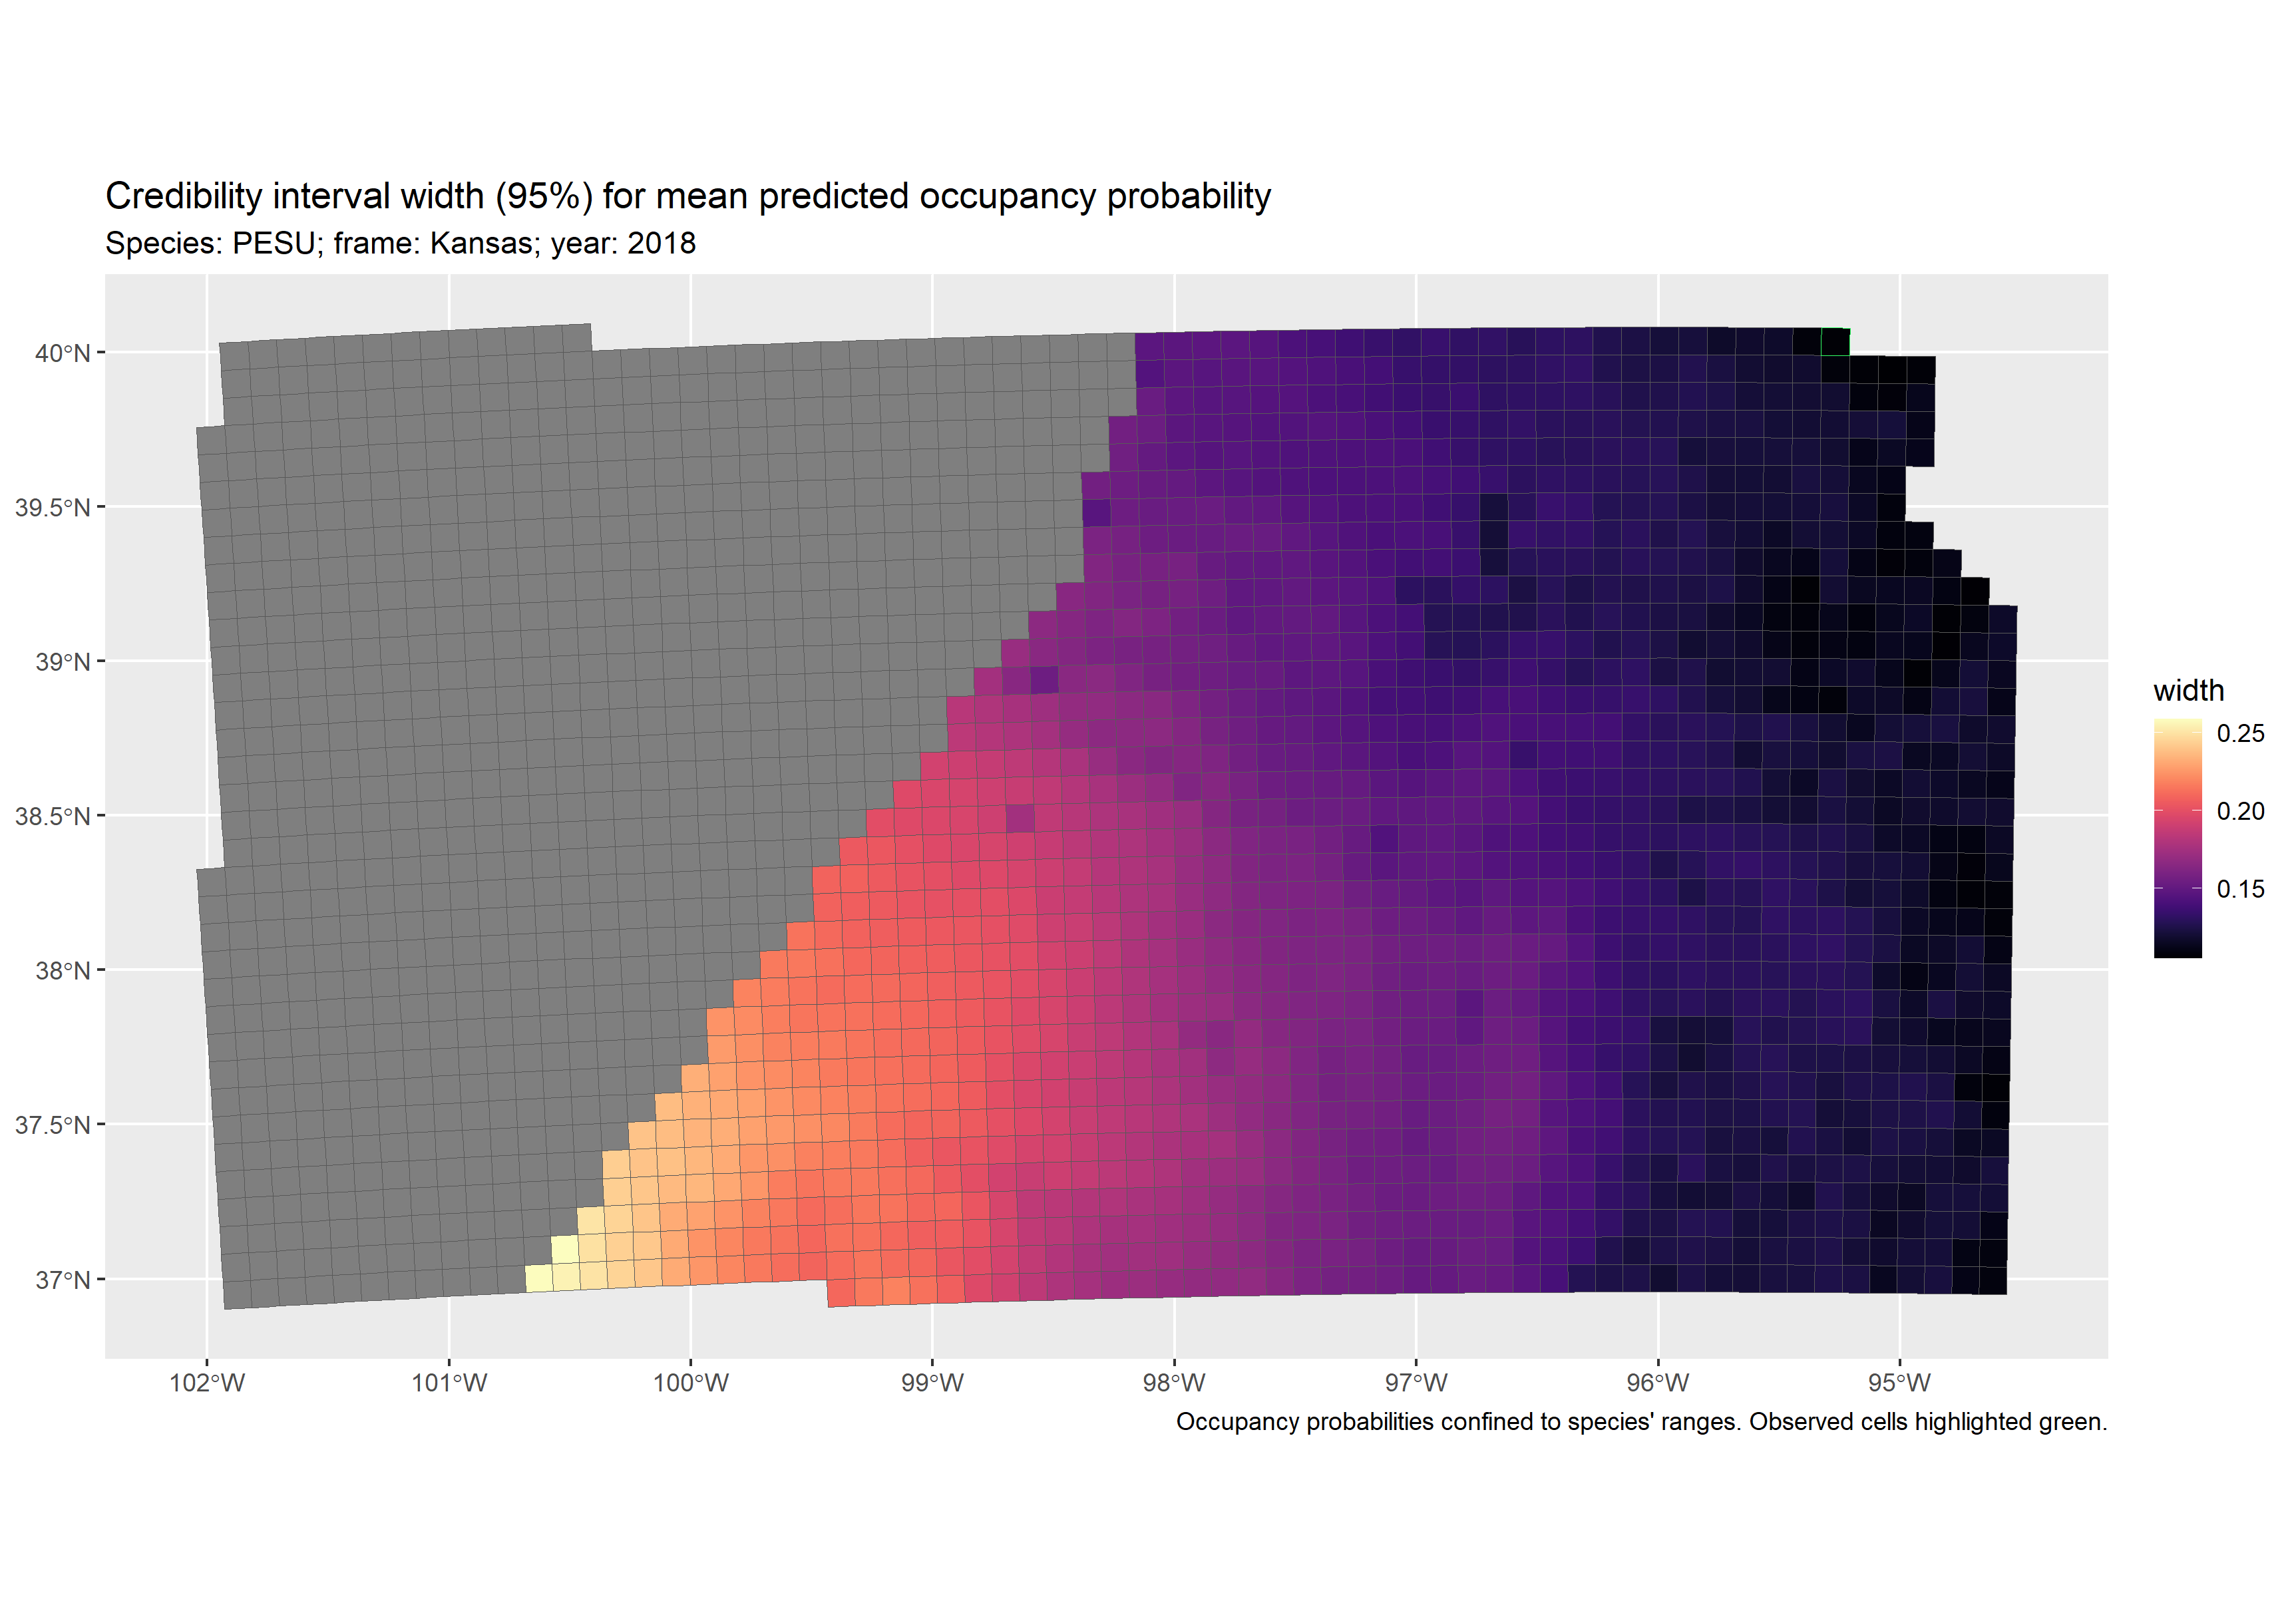 Credibility interval width (95%) for mean predicted occupancy probability
Species: PESU; frame: Kansas; year: 2018
40°N
39.5°N
39°N
38.5°N
38°N
37.5°N
37°N
width
0.25
0.20
0.15
102°W 101°W 100°W 99°W 98°W 97°W 96°W 95°W
Occupancy probabilities confined to species' ranges. Observed cells highlighted green.